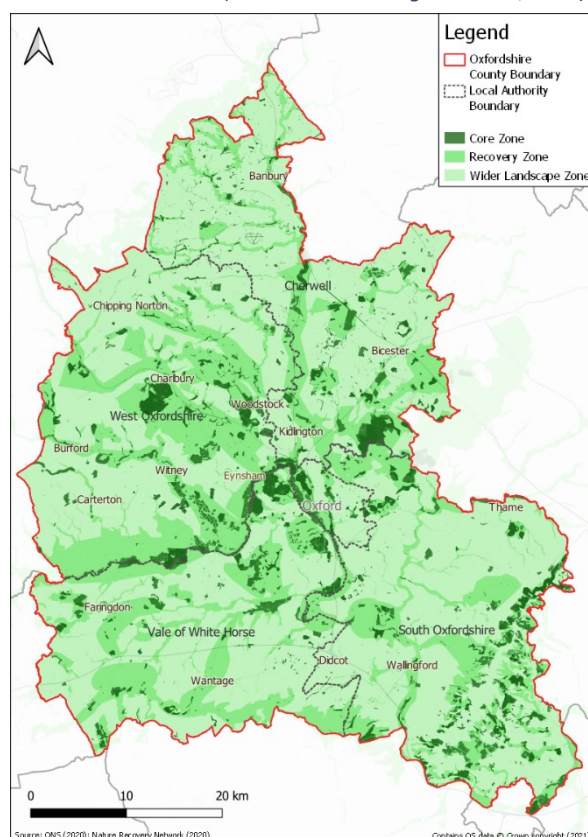 Legend
Oxfordshire
County Boundary
Local Authority
Boundary
Core Zone
Recovery Zone
Wider Landscape Zone
Banbury
Cherwell
Chipping Norton
Bicester
Charlbury
Woodstock
West Oxfordshire
Kidlington
Burford
Witney
Eynsham
Carterton
Oxford
Thame
Faringdon
Vale of White Horse
South Oxfordshire
Didcot
Wallingford
Wantage
0 10 20 km
Source: ONS (2020); Nature Recovery Network (2020)
Contains OS data © Crown copyright (202